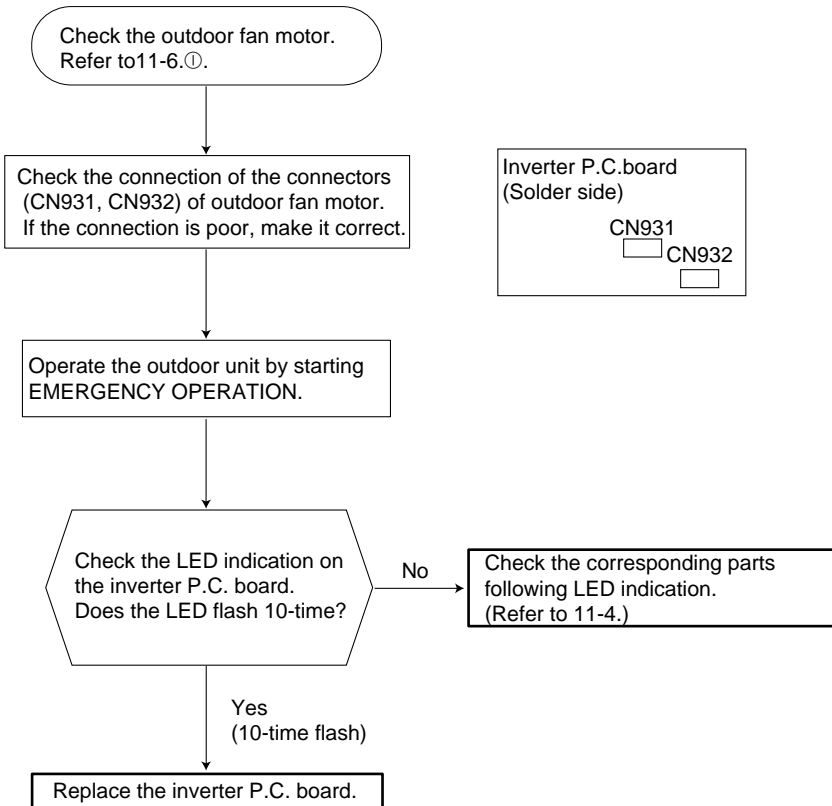 Check the outdoor fan motor.
Refer to11-6.Ⓘ.
Check the connection of the connectors
(CN931, CN932) of outdoor fan motor.
If the connection is poor, make it correct.
Inverter P.C.board
(Solder side)
CN931
CN932
Operate the outdoor unit by starting
EMERGENCY OPERATION.
Check the LED indication on
the inverter P.C. board.
Does the LED flash 10-time?
No
Check the corresponding parts
following LED indication.
(Refer to 11-4.)
Yes
(10-time flash)
Replace the inverter P.C. board.